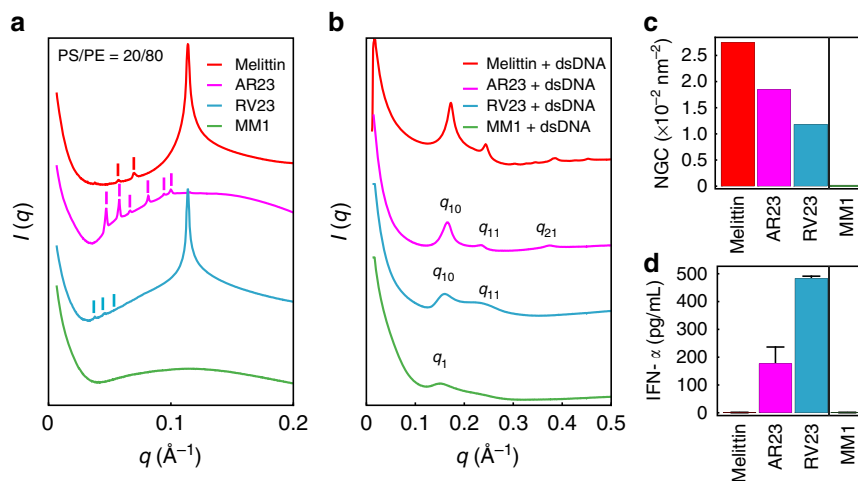 a
PS/PE = 20/80
Melittin
AR23
RV23
MM1
I (q)
0
0.1
0.2
q (Å⁻¹)
b
Melittin + dsDNA
AR23 + dsDNA
RV23 + dsDNA
MM1 + dsDNA
q10
q11
q21
q10
q11
q1
I (q)
0
0.1
0.2
0.3
0.4
0.5
q (Å⁻¹)
c
NGC (×10⁻² nm⁻²)
2.5
2.0
1.5
1.0
0.5
0
Melittin
AR23
RV23
MM1
d
IFN- α (pg/mL)
500
400
300
200
100
0
Melittin
AR23
RV23
MM1